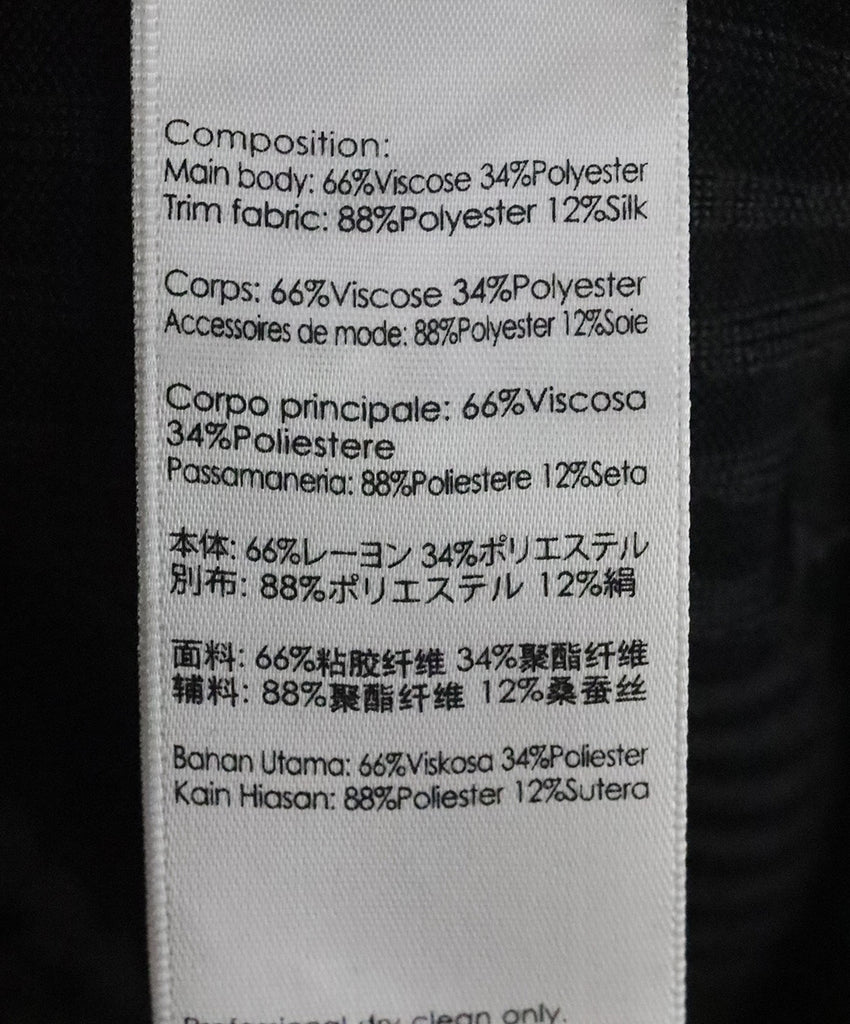 Composition:
Main body: 66%Viscose 34%Polyester
Trim fabric: 88%Polyester 12%Silk
Corps: 66%Viscose 34%Polyester
Accessoires de mode: 88%Polyester 12%Soie
Corpo principale: 66%Viscosa
34%Poliestere
Passamaneria: 88%Poliestere 12%Seta
本体: 66%レーヨン 34%ポリエステル
別布: 88%ポリエステル 12%絹
面料: 66%粘胶纤维 34%聚酯纤维
辅料: 88%聚酯纤维 12%桑蚕丝
Bahan Utama: 66%Viskosa 34%Poliester
Kain Hiasan: 88%Poliester 12%Sutera
Professional dry clean only.